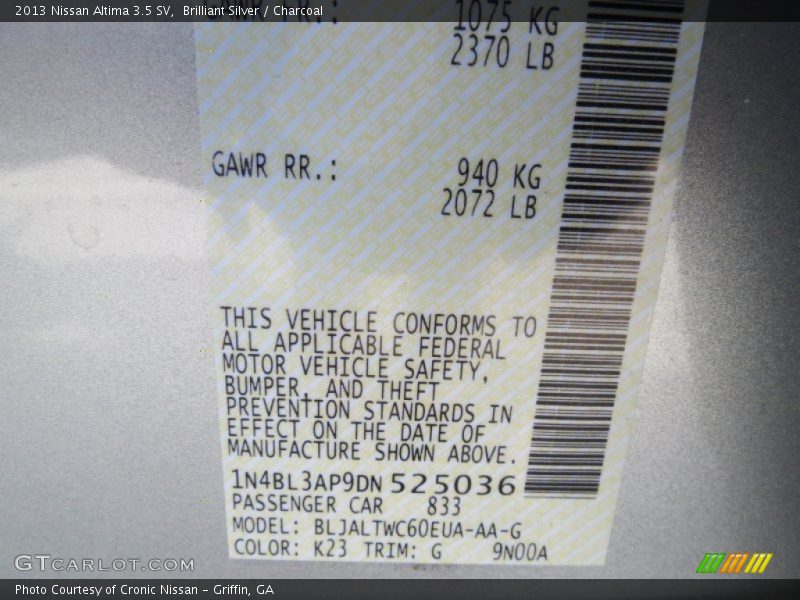 2013 Nissan Altima 3.5 SV,  Brilliant Silver / Charcoal
1075 KG
2370 LB
GAWR RR.: 940 KG
2072 LB
THIS VEHICLE CONFORMS TO
ALL APPLICABLE FEDERAL
MOTOR VEHICLE SAFETY,
BUMPER, AND THEFT
PREVENTION STANDARDS IN
EFFECT ON THE DATE OF
MANUFACTURE SHOWN ABOVE.
1N4BL3AP9DN 525036
PASSENGER CAR 833
MODEL: BLJALTWC60EUA-AA-G
COLOR: K23 TRIM: G 9N00A
GTCARLOT.COM
Photo Courtesy of Cronic Nissan – Griffin, GA